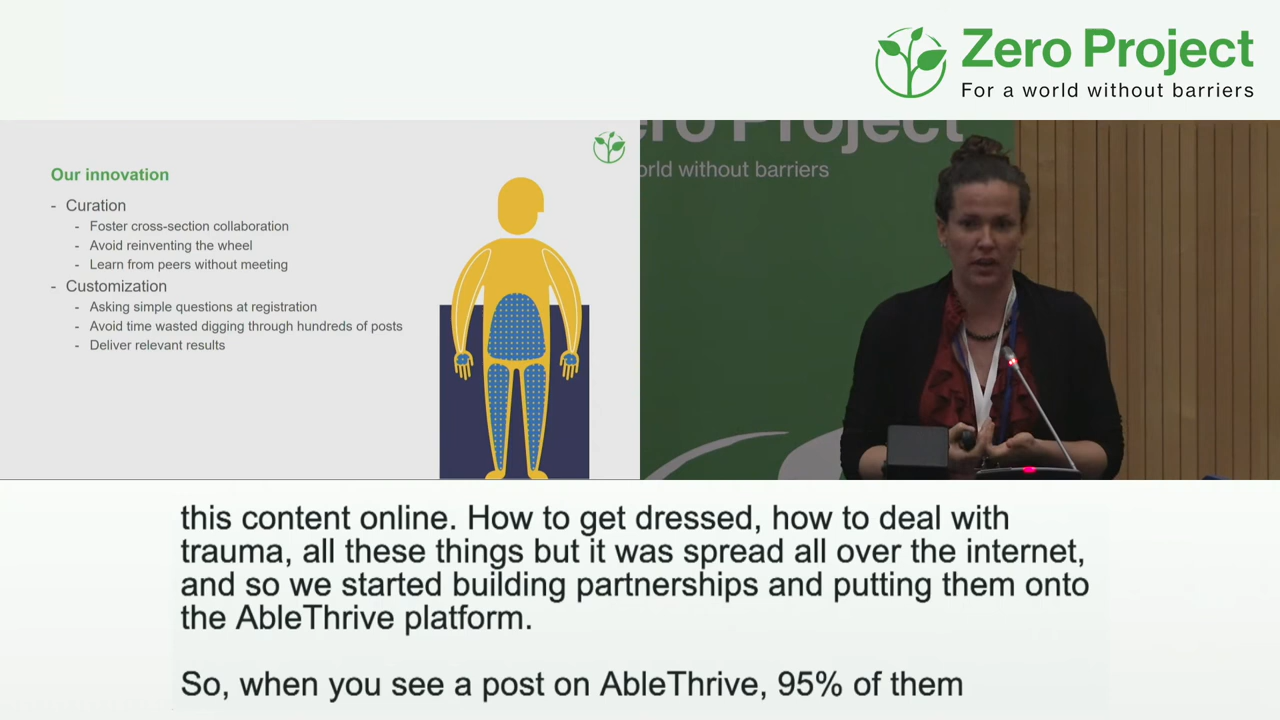 Zero Project
For a world without barriers
ero Project
orld without barriers
Our innovation
- Curation
- Foster cross-section collaboration
- Avoid reinventing the wheel
- Learn from peers without meeting
- Customization
- Asking simple questions at registration
- Avoid time wasted digging through hundreds of posts
- Deliver relevant results
this content online. How to get dressed, how to deal with
trauma, all these things but it was spread all over the internet,
and so we started building partnerships and putting them onto
the AbleThrive platform.
So, when you see a post on AbleThrive, 95% of them